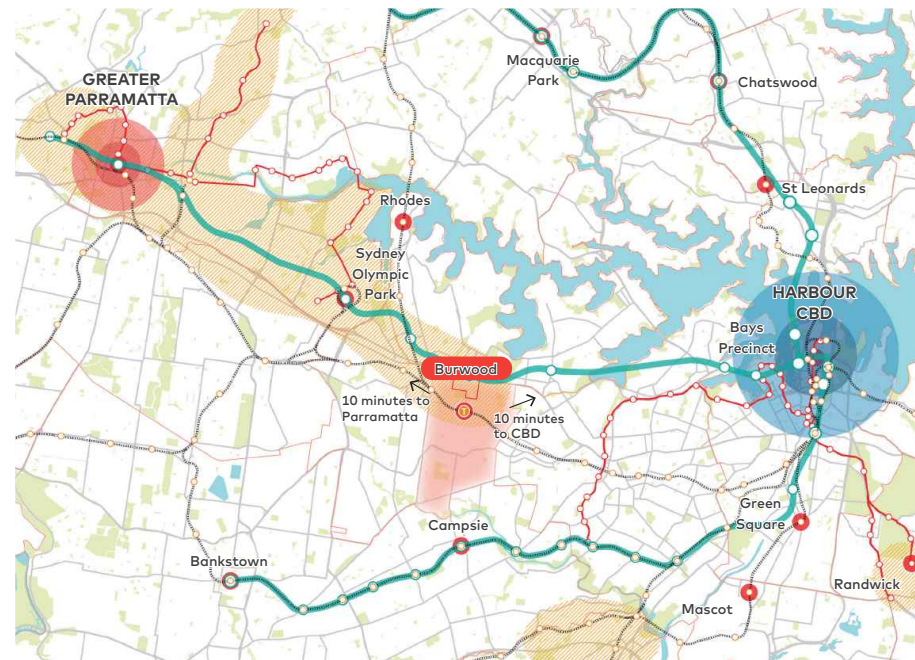 GREATER
PARRAMATTA
Macquarie
Park
Chatswood
St Leonards
Rhodes
Sydney
Olympic
Park
HARBOUR
CBD
Bays
Precinct
Burwood
10 minutes to
Parramatta
10 minutes
to CBD
T
Green
Square
Campsie
Bankstown
Randwick
Mascot